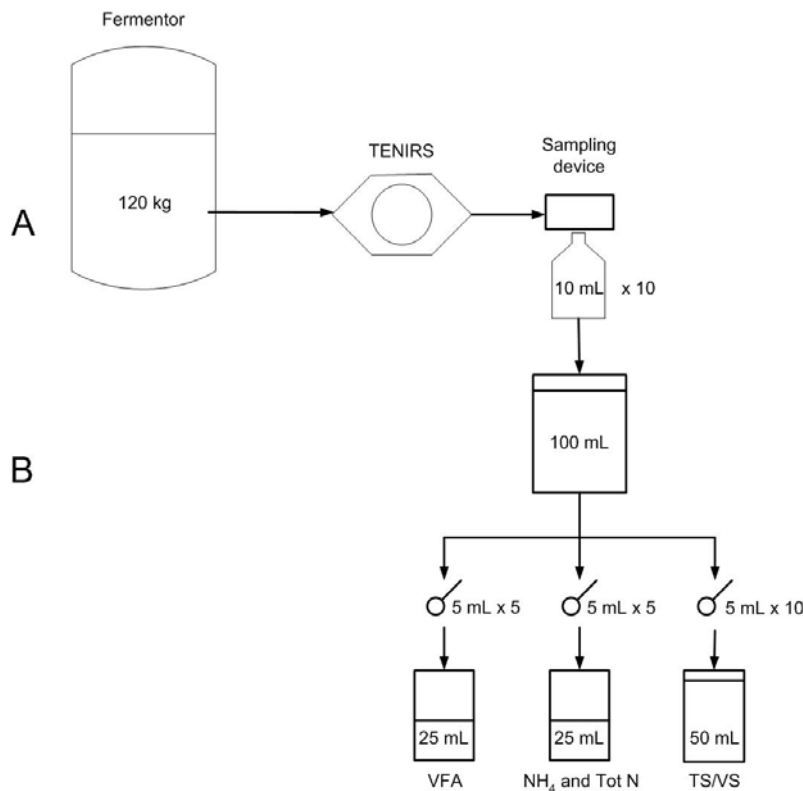 Fermentor
120 kg
A
TENIRS
Sampling
device
10 mL x 10
100 mL
B
5 mL x 5
5 mL x 5
5 mL x 10
25 mL
25 mL
50 mL
VFA
NH₄ and Tot N
TS/VS